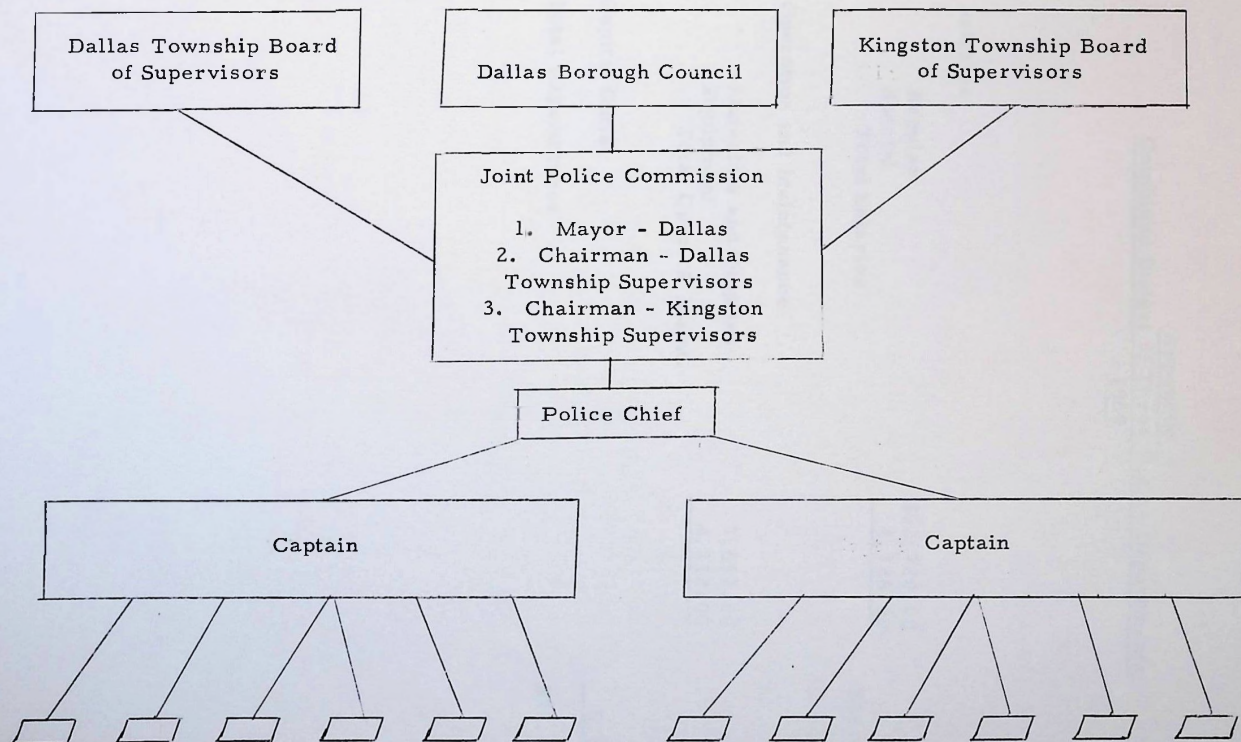 Dallas Township Board
of Supervisors
Dallas Borough Council
Kingston Township Board
of Supervisors
Joint Police Commission
1. Mayor - Dallas
2. Chairman - Dallas
Township Supervisors
3. Chairman - Kingston
Township Supervisors
Police Chief
Captain
Captain